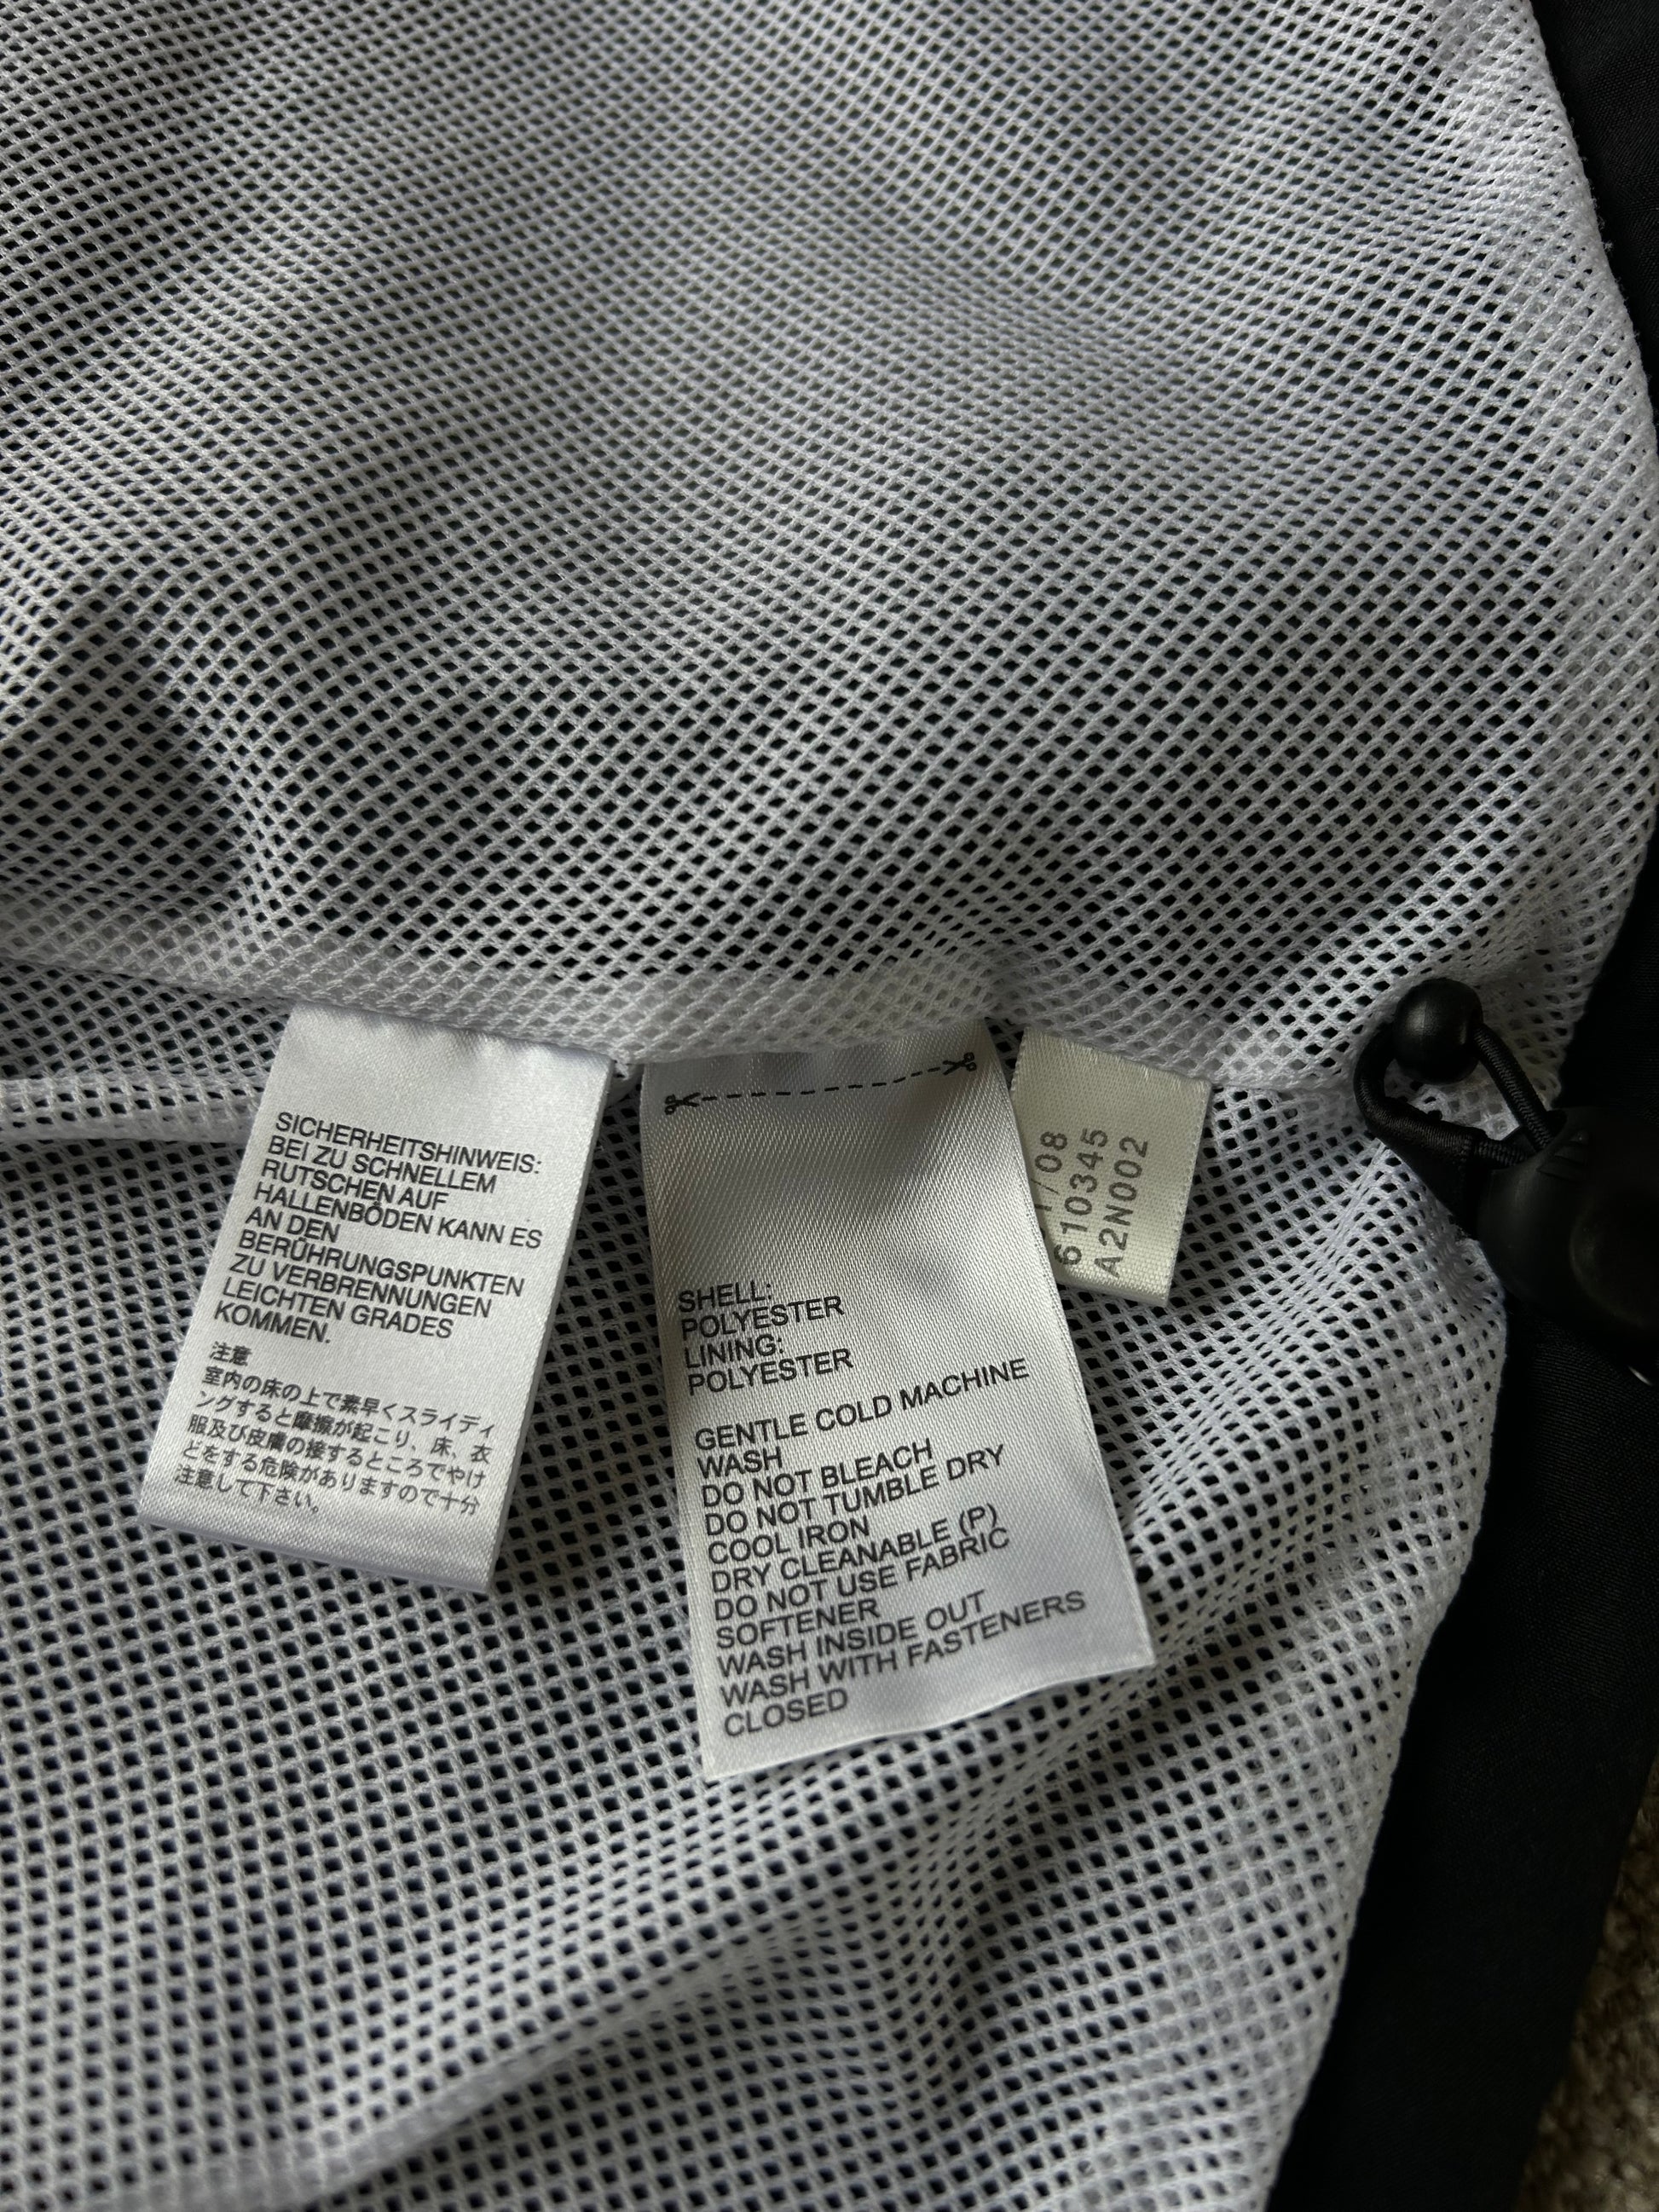 SICHERHEITSHINWEIS:
BEI ZU SCHNELLEM
RUTSCHEN AUF
HALLENBÖDEN KANN ES
AN DEN
BERÜHRUNGSPUNKTEN
ZU VERBRENNUNGEN
LEICHTEN GRADES
KOMMEN.
注意
室内の床の上で素早くスライディ
ングすると摩擦が起こり、床、衣
服及び皮膚の接するところでやけ
どをする危険がありますので十分
注意して下さい。
SHELL:
POLYESTER
LINING:
POLYESTER
GENTLE COLD MACHINE
WASH
DO NOT BLEACH
DO NOT TUMBLE DRY
COOL IRON
DRY CLEANABLE (P)
DO NOT USE FABRIC
SOFTENER
WASH INSIDE OUT
WASH WITH FASTENERS
CLOSED
/08
610345
A2N002